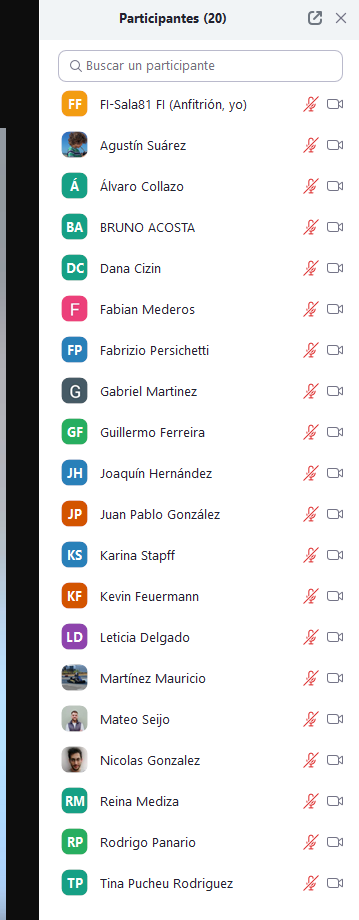 Participantes (20)
Buscar un participante
FF FI-Sala81 FI (Anfitrión, yo)
Agustín Suárez
Á Álvaro Collazo
BA BRUNO ACOSTA
DC Dana Cizin
F Fabian Mederos
FP Fabrizio Persichetti
G Gabriel Martinez
GF Guillermo Ferreira
JH Joaquín Hernández
JP Juan Pablo González
KS Karina Stapff
KF Kevin Feuermann
LD Leticia Delgado
Martínez Mauricio
Mateo Seijo
Nicolas Gonzalez
RM Reina Mediza
RP Rodrigo Panario
TP Tina Pucheu Rodriguez